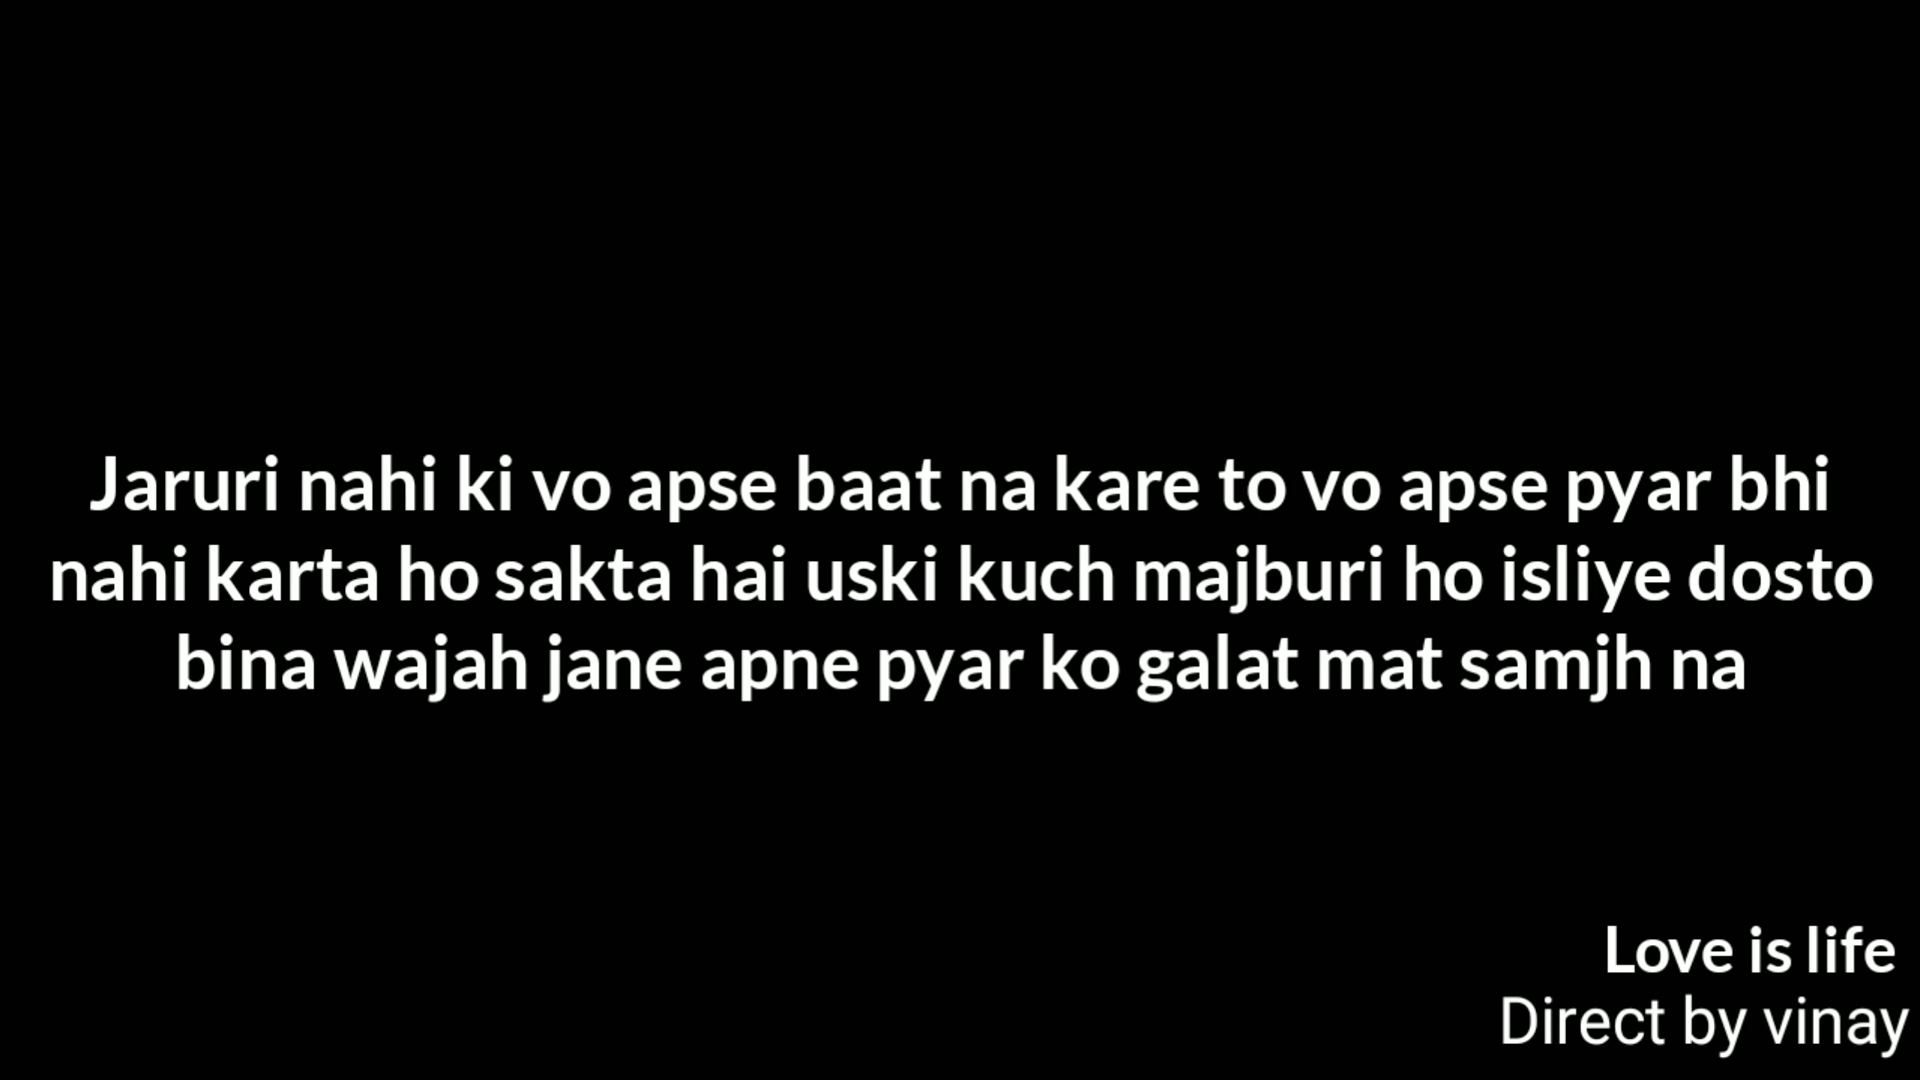 Jaruri nahi ki vo apse baat na kare to vo apse pyar bhi
nahi karta ho sakta hai uski kuch majburi ho isliye dosto
bina wajah jane apne pyar ko galat mat samjh na
Love is life
Direct by vinay